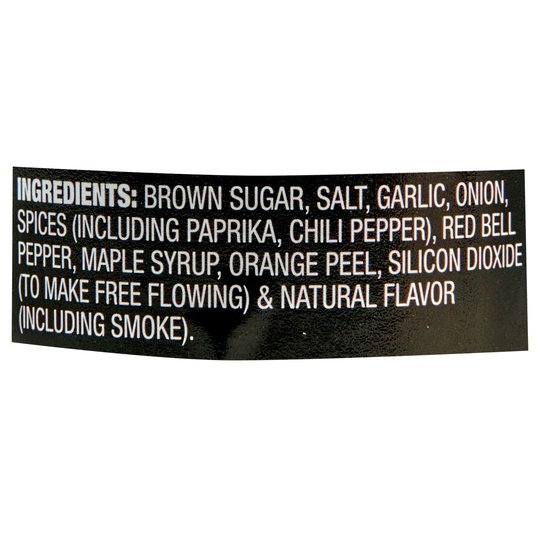 INGREDIENTS: BROWN SUGAR, SALT, GARLIC, ONION,
SPICES (INCLUDING PAPRIKA, CHILI PEPPER), RED BELL
PEPPER, MAPLE SYRUP, ORANGE PEEL, SILICON DIOXIDE
(TO MAKE FREE FLOWING) & NATURAL FLAVOR
(INCLUDING SMOKE).